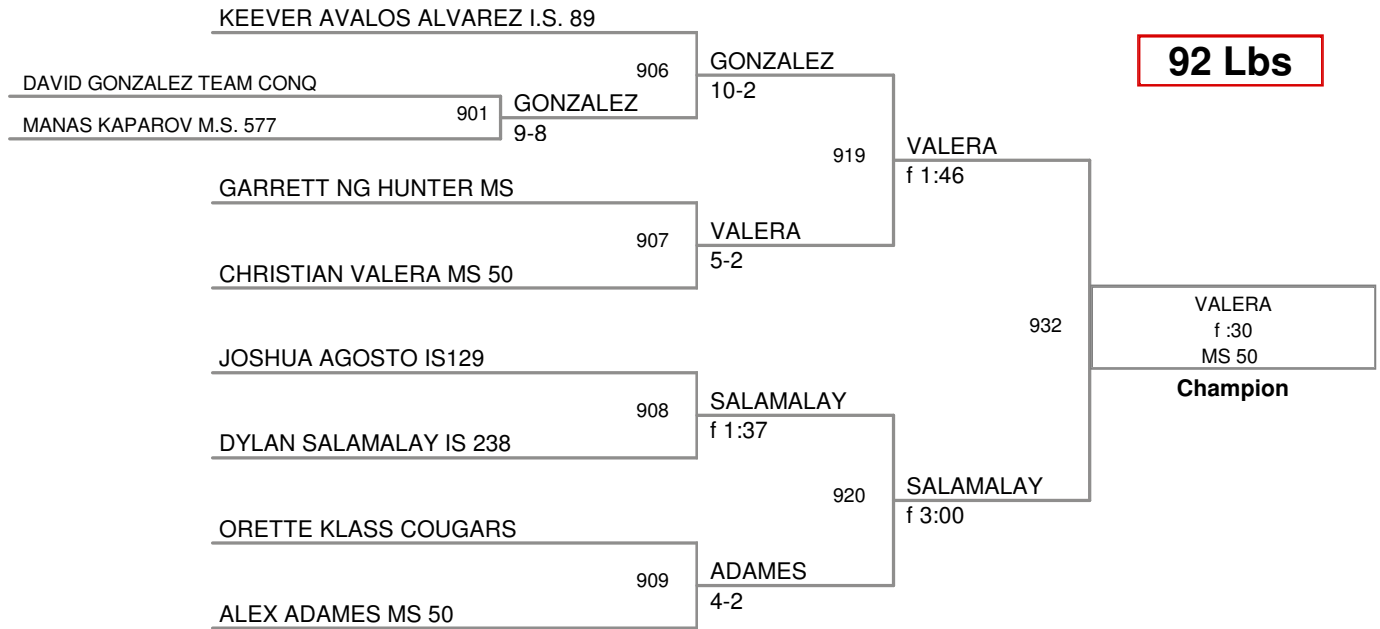 KEEVER AVALOS ALVAREZ I.S. 89
92 Lbs
906
GONZALEZ
10-2
DAVID GONZALEZ TEAM CONQ
901
GONZALEZ
9-8
MANAS KAPAROV M.S. 577
919
VALERA
f 1:46
GARRETT NG HUNTER MS
907
VALERA
5-2
CHRISTIAN VALERA MS 50
932
VALERA
f :30
MS 50
Champion
JOSHUA AGOSTO IS129
908
SALAMALAY
f 1:37
DYLAN SALAMALAY IS 238
920
SALAMALAY
f 3:00
ORETTE KLASS COUGARS
909
ADAMES
4-2
ALEX ADAMES MS 50